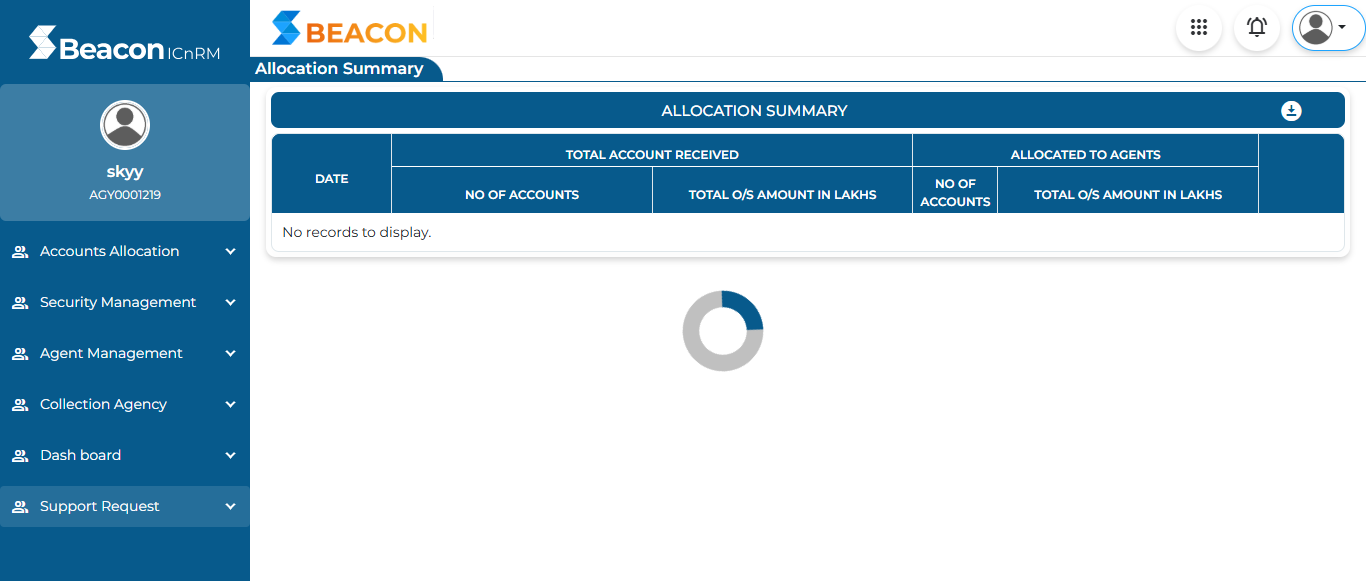 Beacon ICnRM
BEACON
Allocation Summary
skyy
AGY0001219
Accounts Allocation
Security Management
Agent Management
Collection Agency
Dash board
Support Request
ALLOCATION SUMMARY
DATE
TOTAL ACCOUNT RECEIVED
ALLOCATED TO AGENTS
NO OF ACCOUNTS
TOTAL O/S AMOUNT IN LAKHS
NO OF
ACCOUNTS
TOTAL O/S AMOUNT IN LAKHS
No records to display.